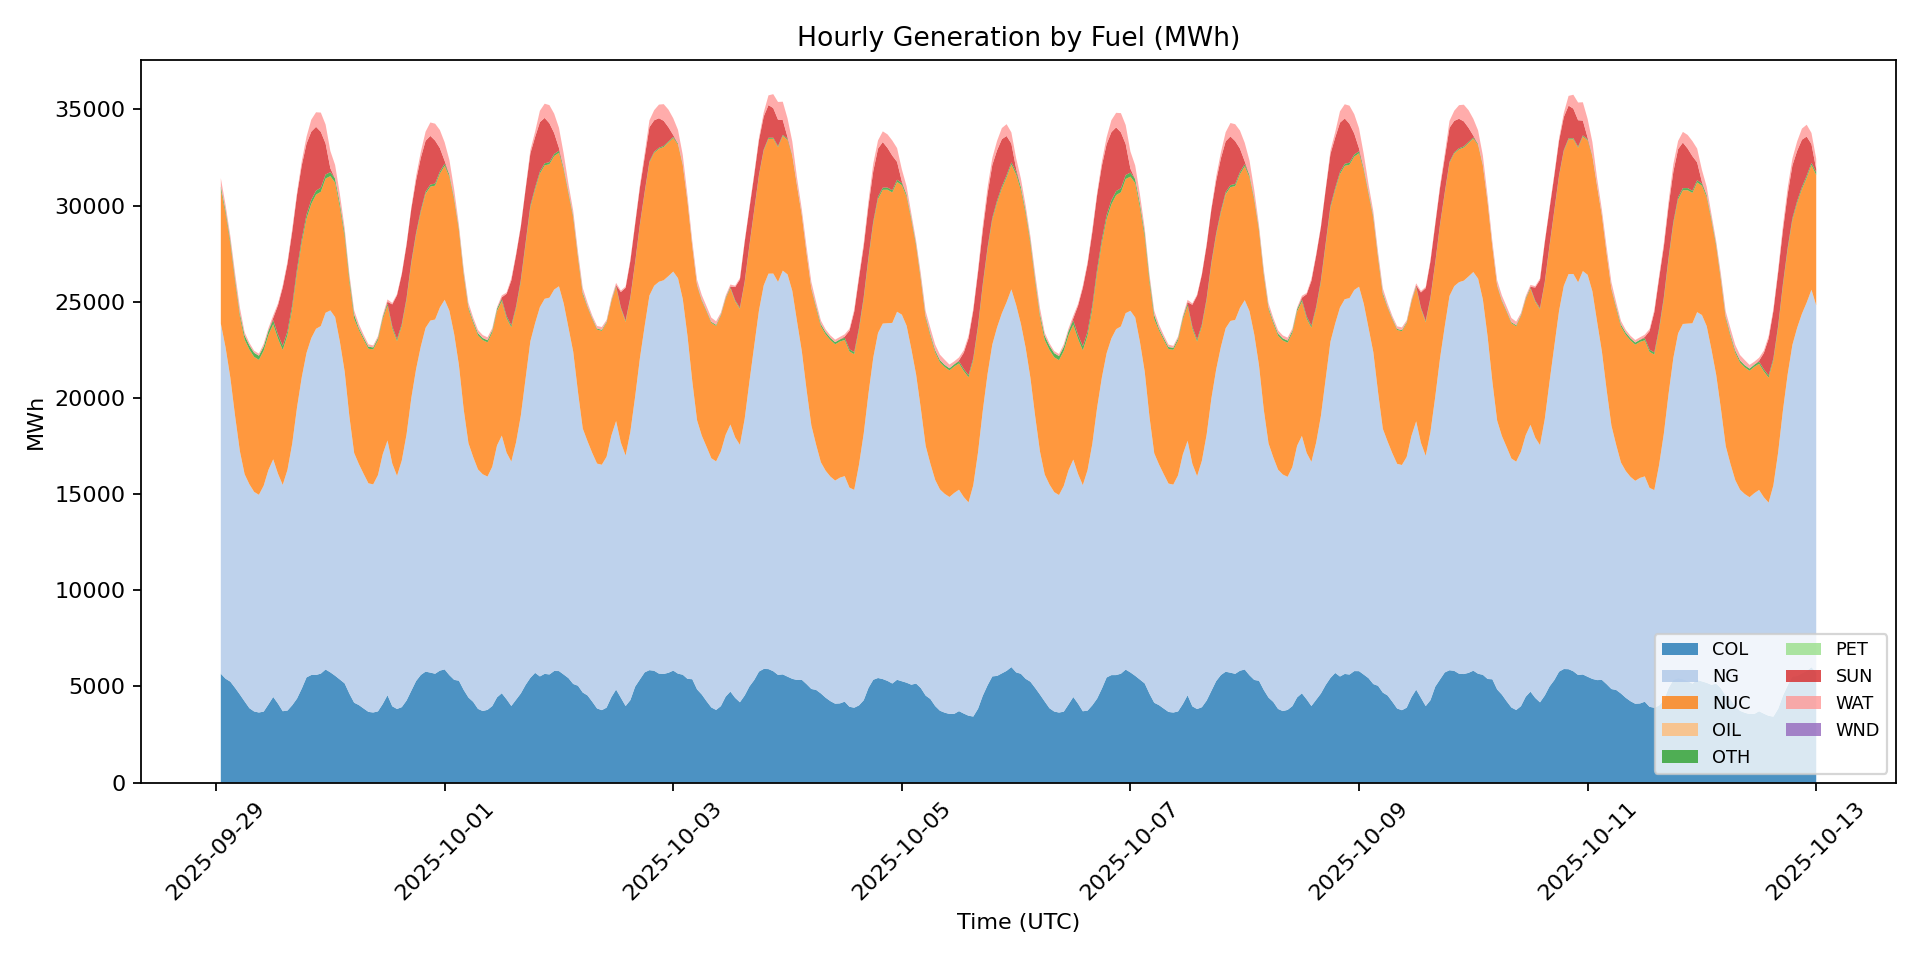 Hourly Generation by Fuel (MWh)
MWh
35000
30000
25000
20000
15000
10000
5000
0
COL
NG
NUC
OIL
OTH
PET
SUN
WAT
WND
2025-09-29
2025-10-01
2025-10-03
2025-10-05
2025-10-07
2025-10-09
2025-10-11
2025-10-13
Time (UTC)